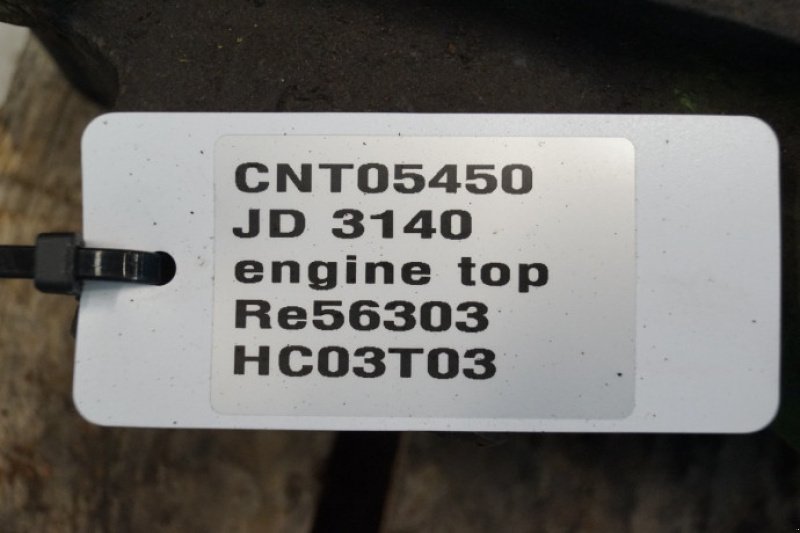 CNT05450
JD 3140
engine top
Re56303
HC03T03